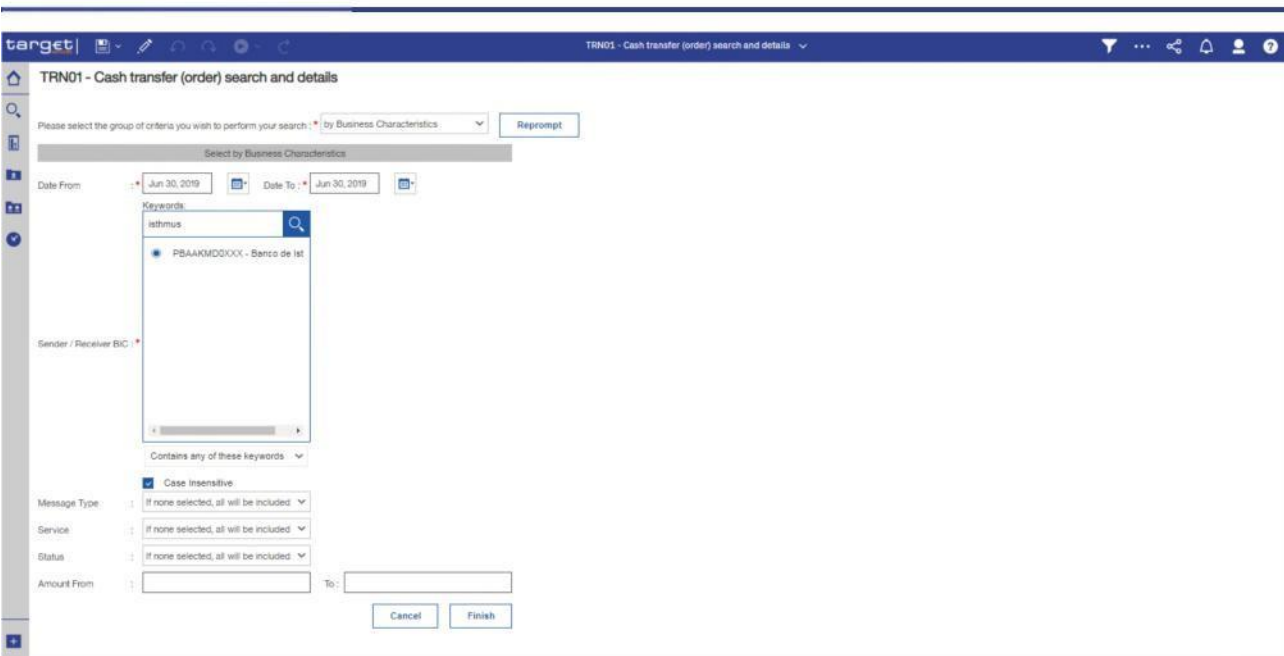 target|
TRN01 - Cash transfer (order) search and details
TRN01 - Cash transfer (order) search and details
Please select the group of criteria you wish to perform your search : * by Business Characteristics Reprompt
Select by Business Characteristics
Date From : * Jun 30, 2019 Date To : * Jun 30, 2019
Keywords:
isthmus
PBAAKMD0XXX - Banco de Ist
Sender / Receiver BIC : *
Contains any of these keywords
Case Insensitive
Message Type : If none selected, all will be included
Service : If none selected, all will be included
Status : If none selected, all will be included
Amount From : To :
Cancel Finish